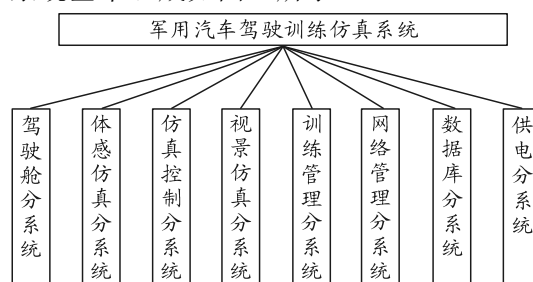 军用汽车驾驶训练仿真系统
驾驶舱分系统
体感仿真分系统
仿真控制分系统
视景仿真分系统
训练管理分系统
网络管理分系统
数据库分系统
供电分系统